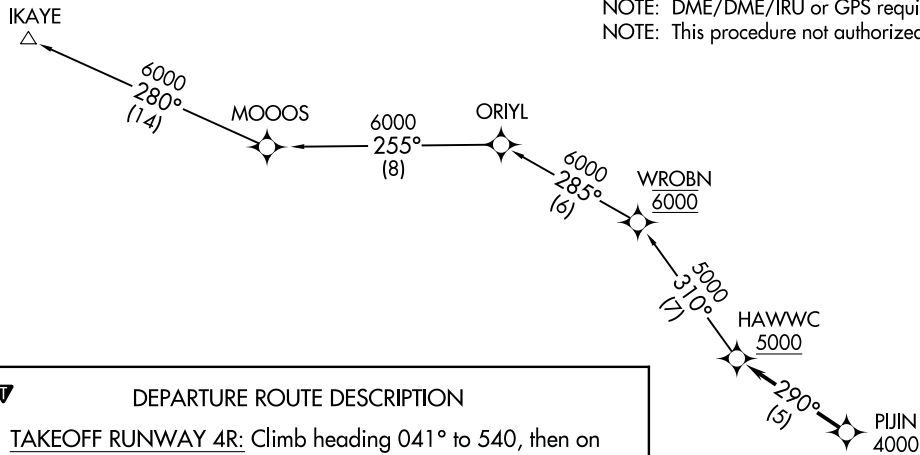 NOTE: DME/DME/IRU or GPS requi
NOTE: This procedure not authorized
IKAYE
6000
280°
(14)
MOOOS
6000
255°
(8)
ORIYL
6000
285°
(6)
WROBN
6000
5000
310°
(7)
HAWWC
5000
290°
(5)
PIJIN
4000
T
DEPARTURE ROUTE DESCRIPTION
TAKEOFF RUNWAY 4R: Climb heading 041° to 540, then on